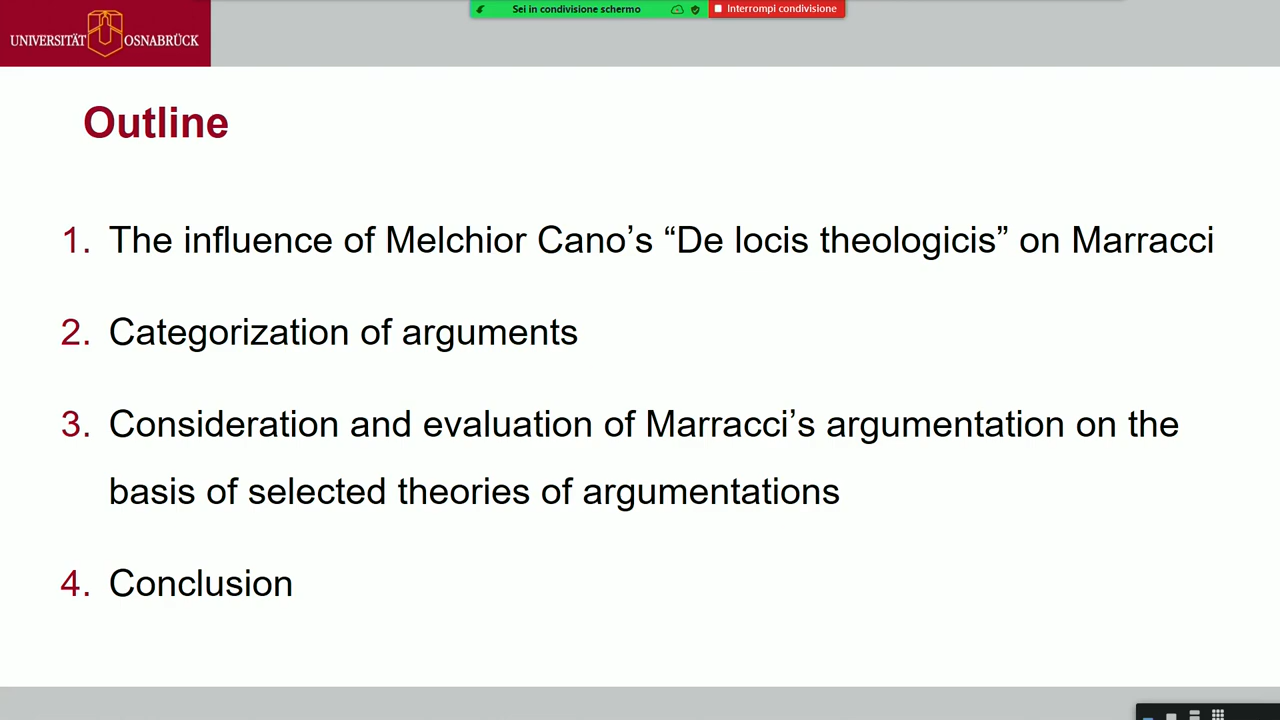 Sei in condivisione schermo Interrompi condivisione
UNIVERSITÄT OSNABRÜCK
Outline
1. The influence of Melchior Cano’s “De locis theologicis” on Marracci
2. Categorization of arguments
3. Consideration and evaluation of Marracci’s argumentation on the
basis of selected theories of argumentations
4. Conclusion